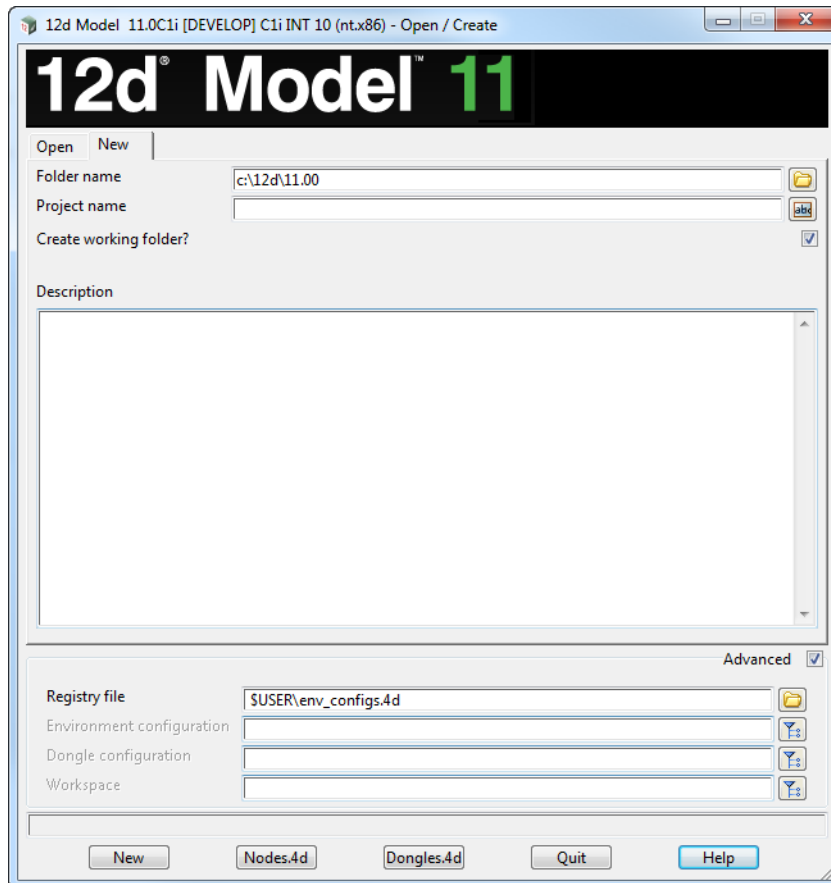 12d Model 11.0C1i [DEVELOP] C1i INT 10 (nt.x86) - Open / Create
12d® Model™ 11
Open New
Folder name c:\12d\11.00
Project name abc
Create working folder?
Description
Advanced
Registry file $USER\env_configs.4d
Environment configuration
Dongle configuration
Workspace
New Nodes.4d Dongles.4d Quit Help